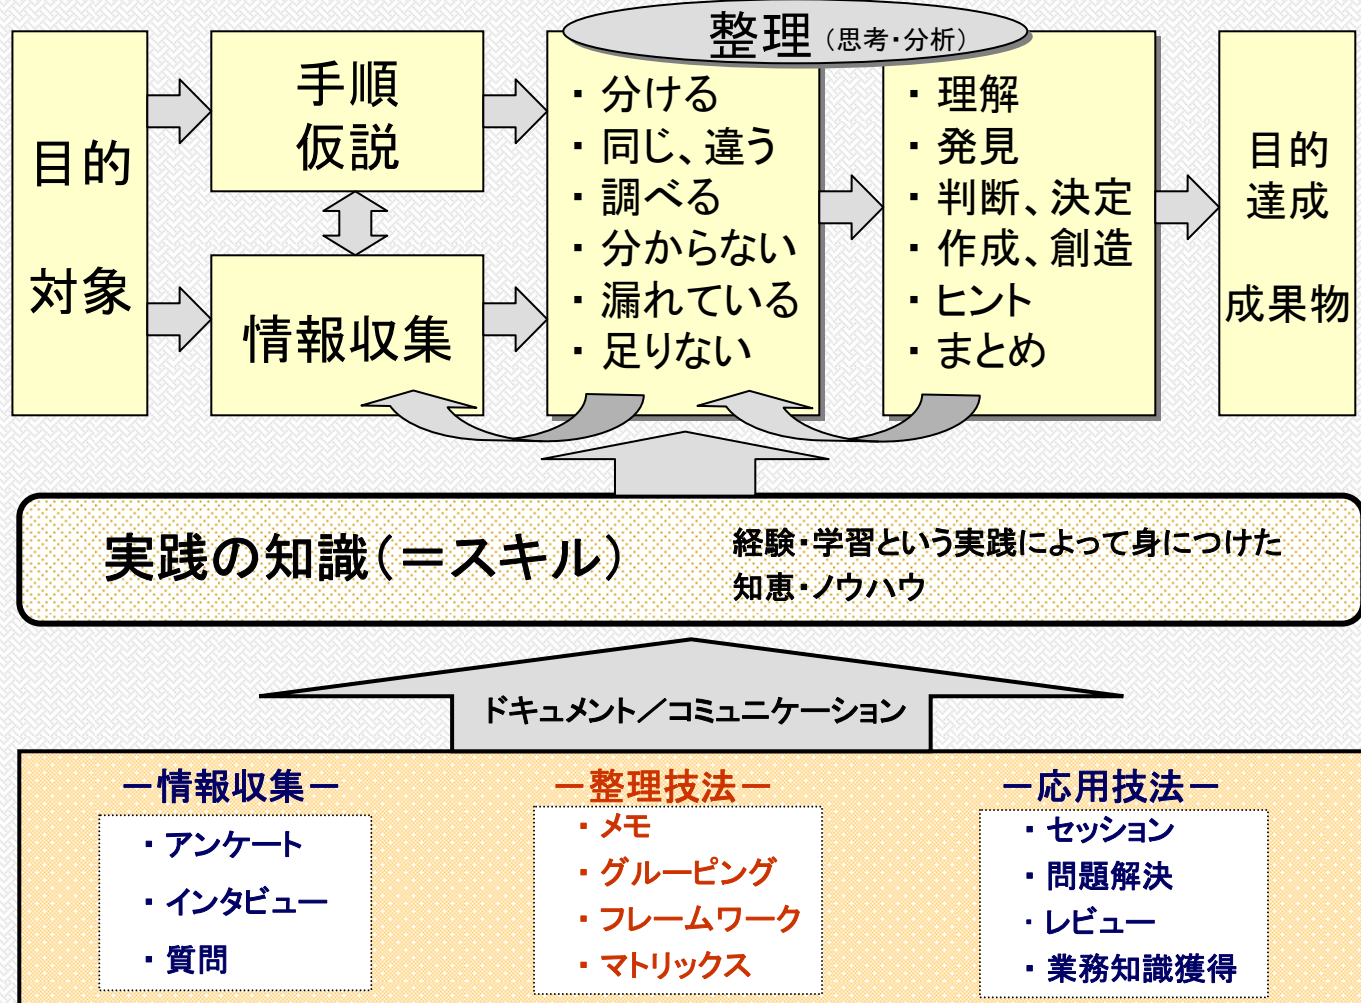 整理（思考・分析）
目的
対象
手順
仮説
情報収集
・ 分ける
・ 同じ、違う
・ 調べる
・ 分からない
・ 漏れている
・ 足りない
・ 理解
・ 発見
・ 判断、決定
・ 作成、創造
・ ヒント
・ まとめ
目的
達成
成果物
実践の知識（＝スキル）
経験・学習という実践によって身につけた
知恵・ノウハウ
ドキュメント／コミュニケーション
－情報収集－
・ アンケート
・ インタビュー
・ 質問
－整理技法－
・ メモ
・ グルーピング
・ フレームワーク
・ マトリックス
－応用技法－
・ セッション
・ 問題解決
・ レビュー
・ 業務知識獲得